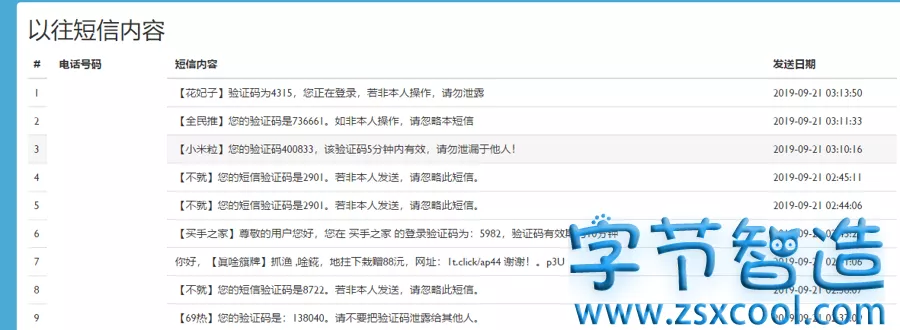 以往短信内容
# 电话号码 短信内容 发送日期
1 【花妃子】验证码为4315，您正在登录，若非本人操作，请勿泄露 2019-09-21 03:13:50
2 【全民推】您的验证码是736661。如非本人操作，请忽略本短信 2019-09-21 03:11:33
3 【小米粒】您的验证码400833，该验证码5分钟内有效，请勿泄漏于他人！ 2019-09-21 03:10:16
4 【不就】您的短信验证码是2901。若非本人发送，请忽略此短信。 2019-09-21 02:45:11
5 【不就】您的短信验证码是2901。若非本人发送，请忽略此短信。 2019-09-21 02:44:06
6 【买手之家】尊敬的用户您好，您在 买手之家 的登录验证码为：5982，验证码有效
7 你好，【眞唅籏牌】抓渔 ,唅銋，地拄下栽赠88沅，网址：lt.click/ap44 谢谢！。p3U
8 【不就】您的短信验证码是8722。若非本人发送，请忽略此短信。
9 【69热】您的验证码是：138040。请不要把验证码泄露给其他人。
字节智造
www.zsxcool.com